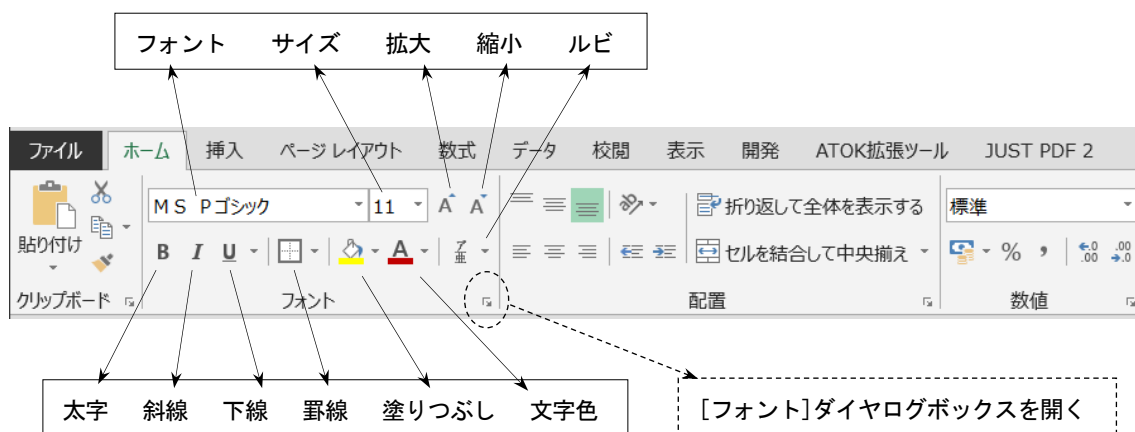 フォント サイズ 拡大 縮小 ルビ
ファイル ホーム 挿入 ページ レイアウト 数式 データ 校閲 表示 開発 ATOK拡張ツール JUST PDF 2
ＭＳ Ｐゴシック 11 A A 折り返して全体を表示する 標準
貼り付け B I U A ア亜 セルを結合して中央揃え % , ←.0 .00 .00 →.0
クリップボード フォント 配置 数値
太字 斜線 下線 罫線 塗りつぶし 文字色 [フォント]ダイヤログボックスを開く